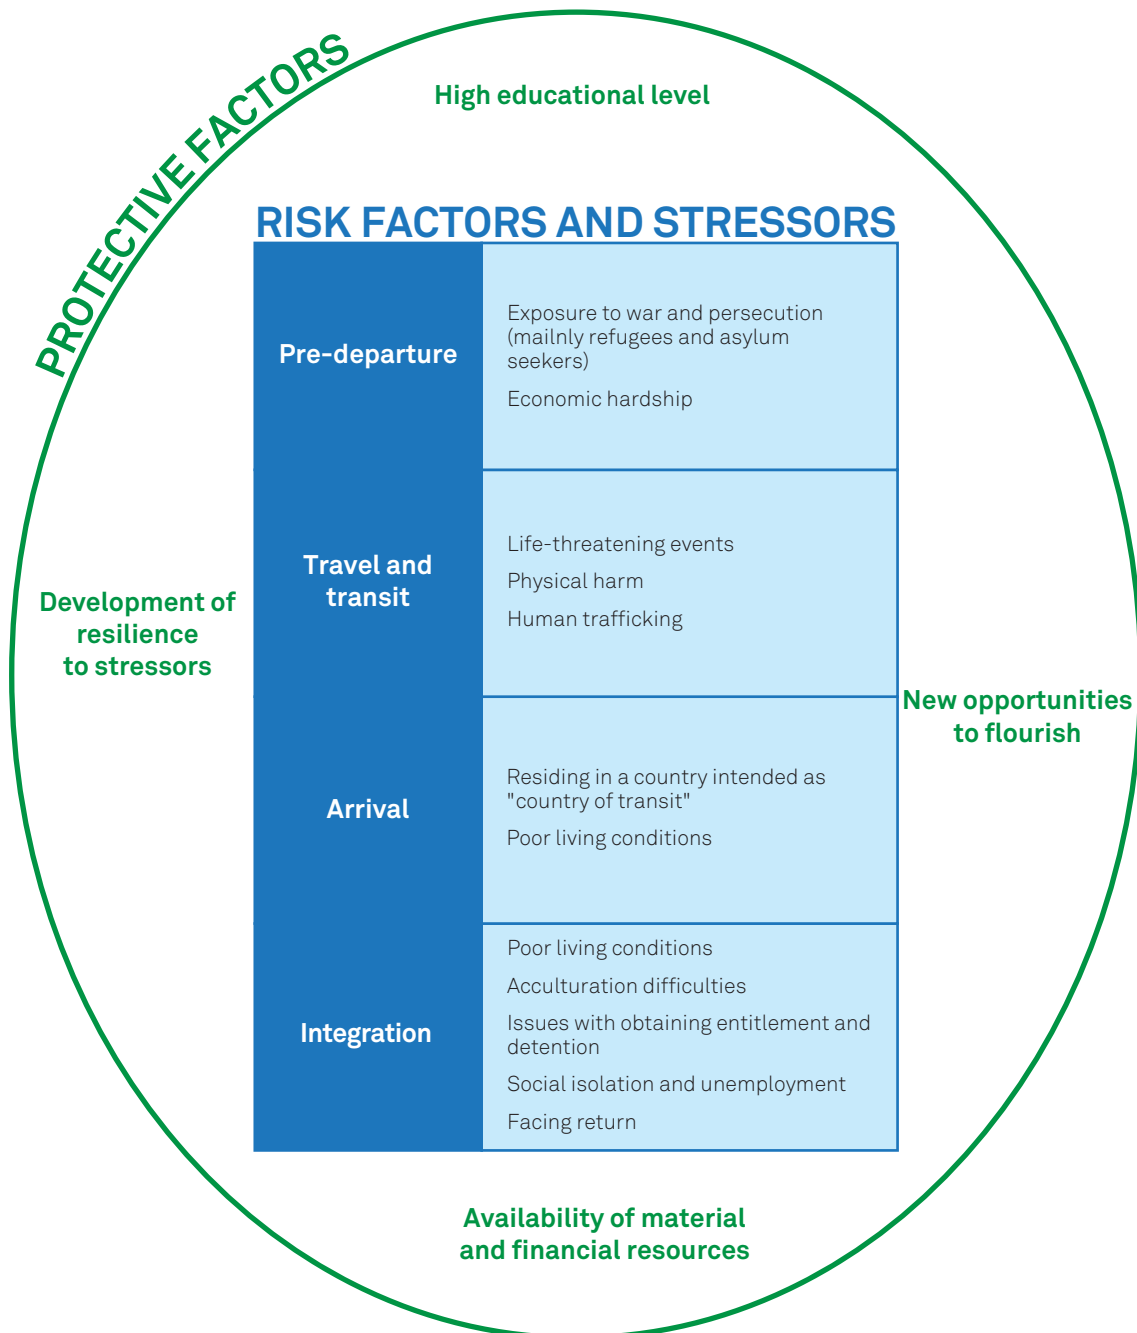 PROTECTIVE FACTORS
High educational level
RISK FACTORS AND STRESSORS
Pre-departure
Exposure to war and persecution
(mailnly refugees and asylum
seekers)
Economic hardship
Travel and
transit
Life-threatening events
Physical harm
Human trafficking
Development of
resilience
to stressors
New opportunities
to flourish
Arrival
Residing in a country intended as
"country of transit"
Poor living conditions
Integration
Poor living conditions
Acculturation difficulties
Issues with obtaining entitlement and
detention
Social isolation and unemployment
Facing return
Availability of material
and financial resources